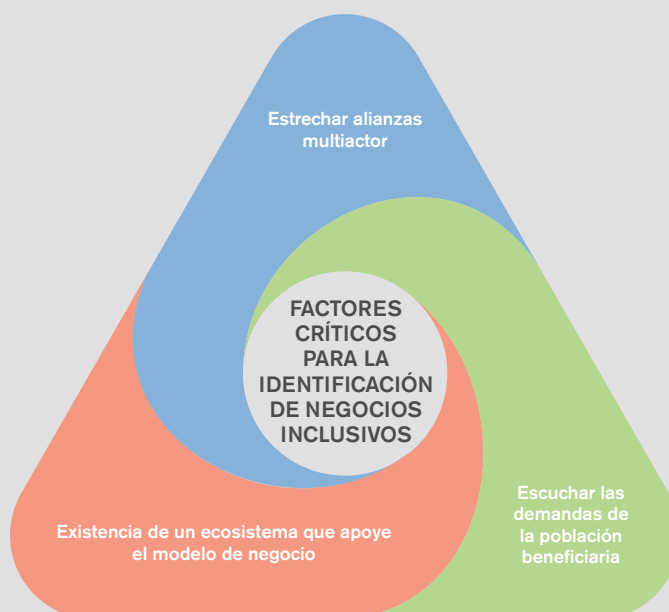 Estrechar alianzas
multiactor
FACTORES
CRÍTICOS
PARA LA
IDENTIFICACIÓN
DE NEGOCIOS
INCLUSIVOS
Escuchar las
demandas de
la población
beneficiaria
Existencia de un ecosistema que apoye
el modelo de negocio